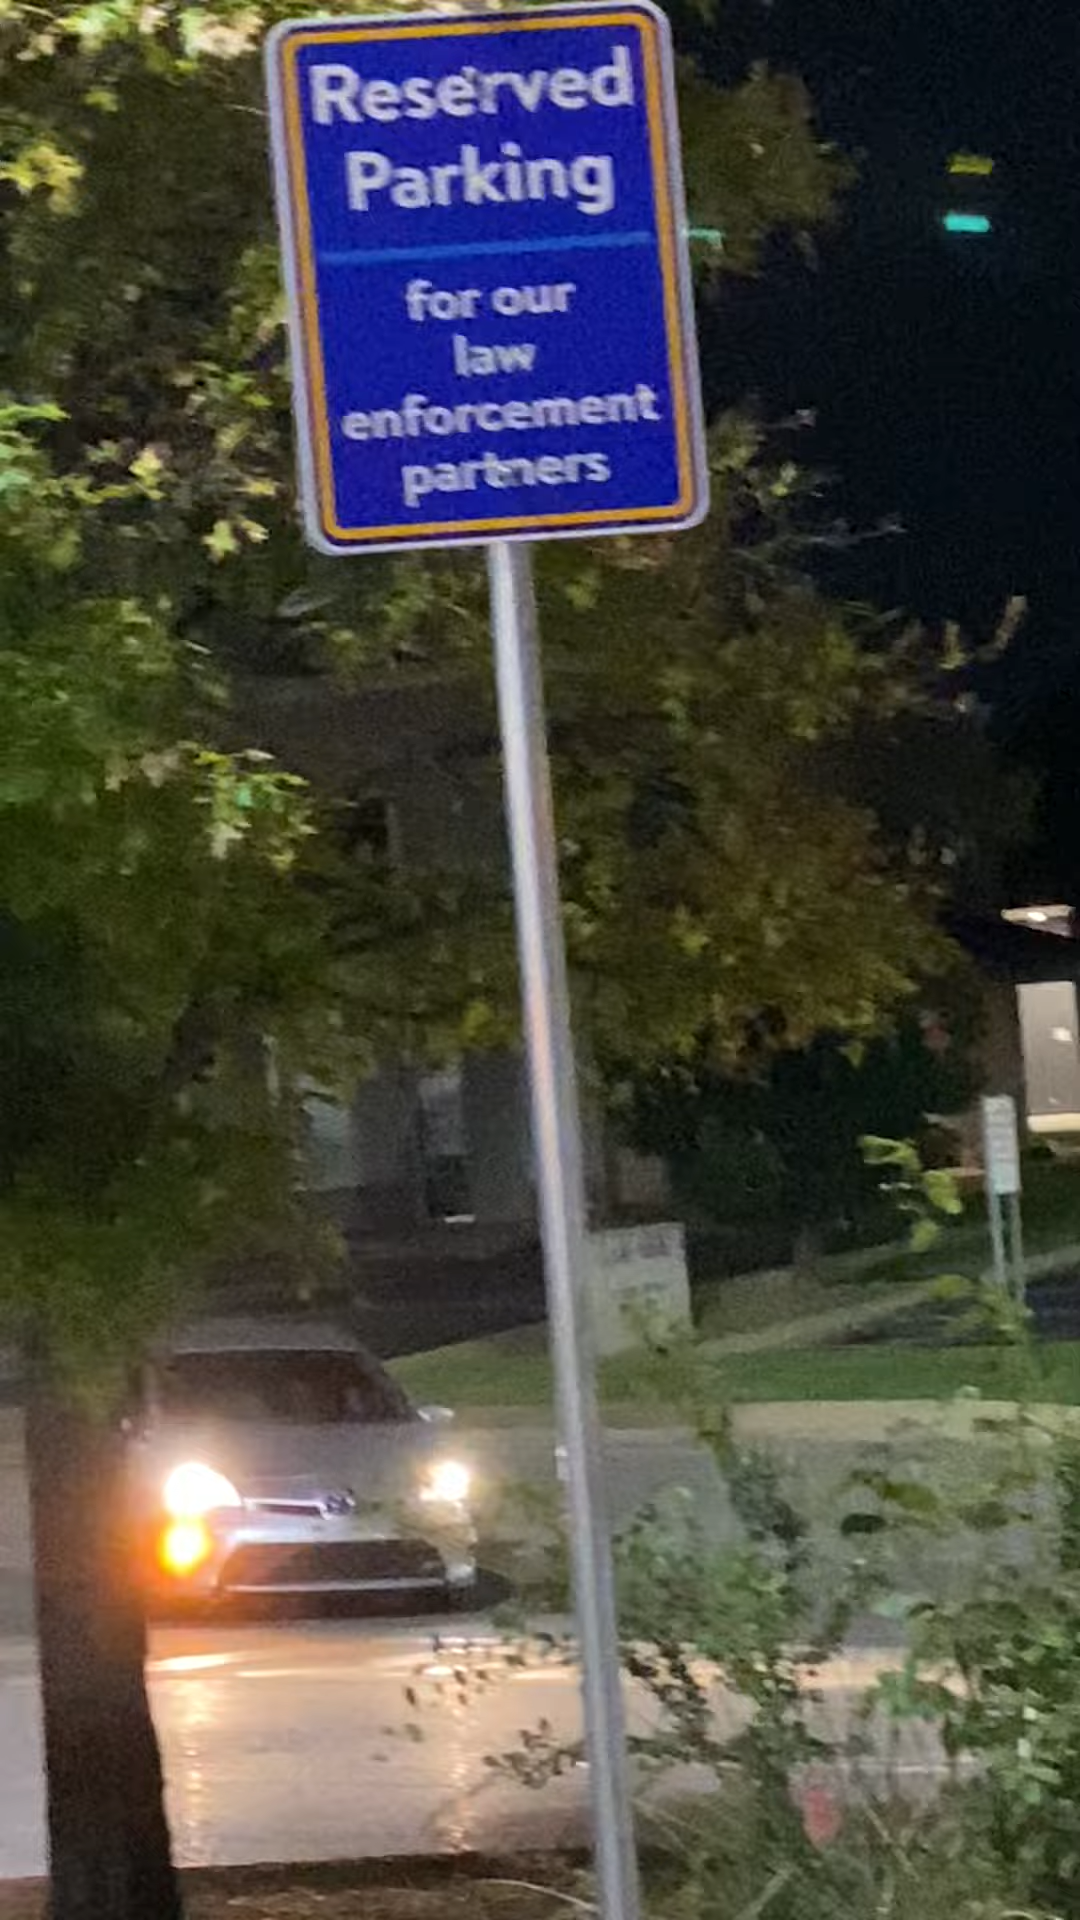 Reserved
Parking
for our
law
enforcement
partners